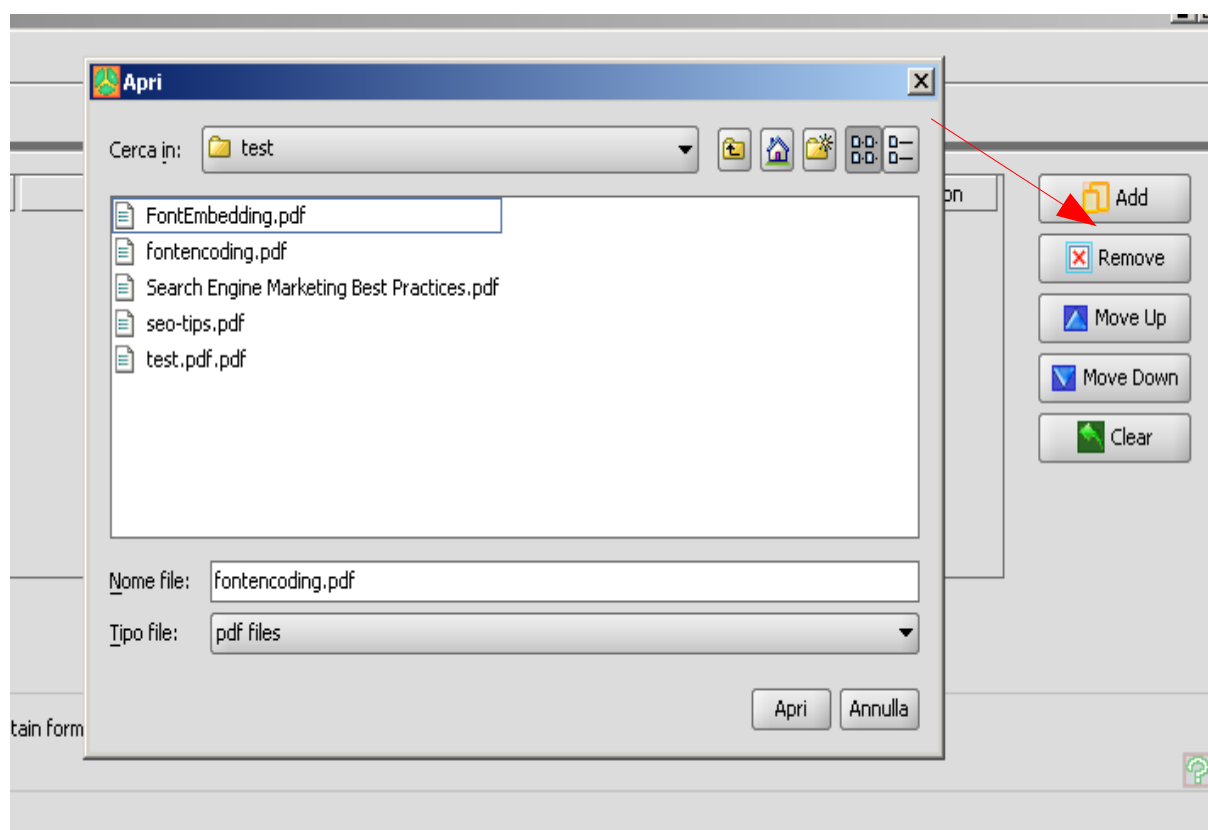 Apri
Cerca in:
test
FontEmbedding.pdf
fontencoding.pdf
Search Engine Marketing Best Practices.pdf
seo-tips.pdf
test.pdf.pdf
Nome file:
fontencoding.pdf
Tipo file:
pdf files
Apri
Annulla
Add
Remove
Move Up
Move Down
Clear
form